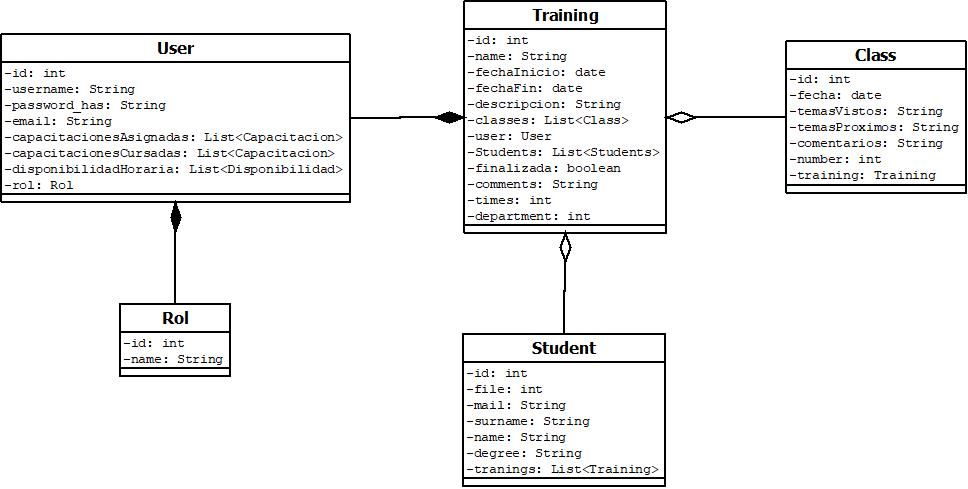 User
-id: int
-username: String
-password_has: String
-email: String
-capacitacionesAsignadas: List<Capacitacion>
-capacitacionesCursadas: List<Capacitacion>
-disponibilidadHoraria: List<Disponibilidad>
-rol: Rol
Training
-id: int
-name: String
-fechaInicio: date
-fechaFin: date
-descripcion: String
-classes: List<Class>
-user: User
-Students: List<Students>
-finalizada: boolean
-comments: String
-times: int
-department: int
Class
-id: int
-fecha: date
-temasVistos: String
-temasProximos: String
-comentarios: String
-number: int
-training: Training
Rol
-id: int
-name: String
Student
-id: int
-file: int
-mail: String
-surname: String
-name: String
-degree: String
-tranings: List<Training>